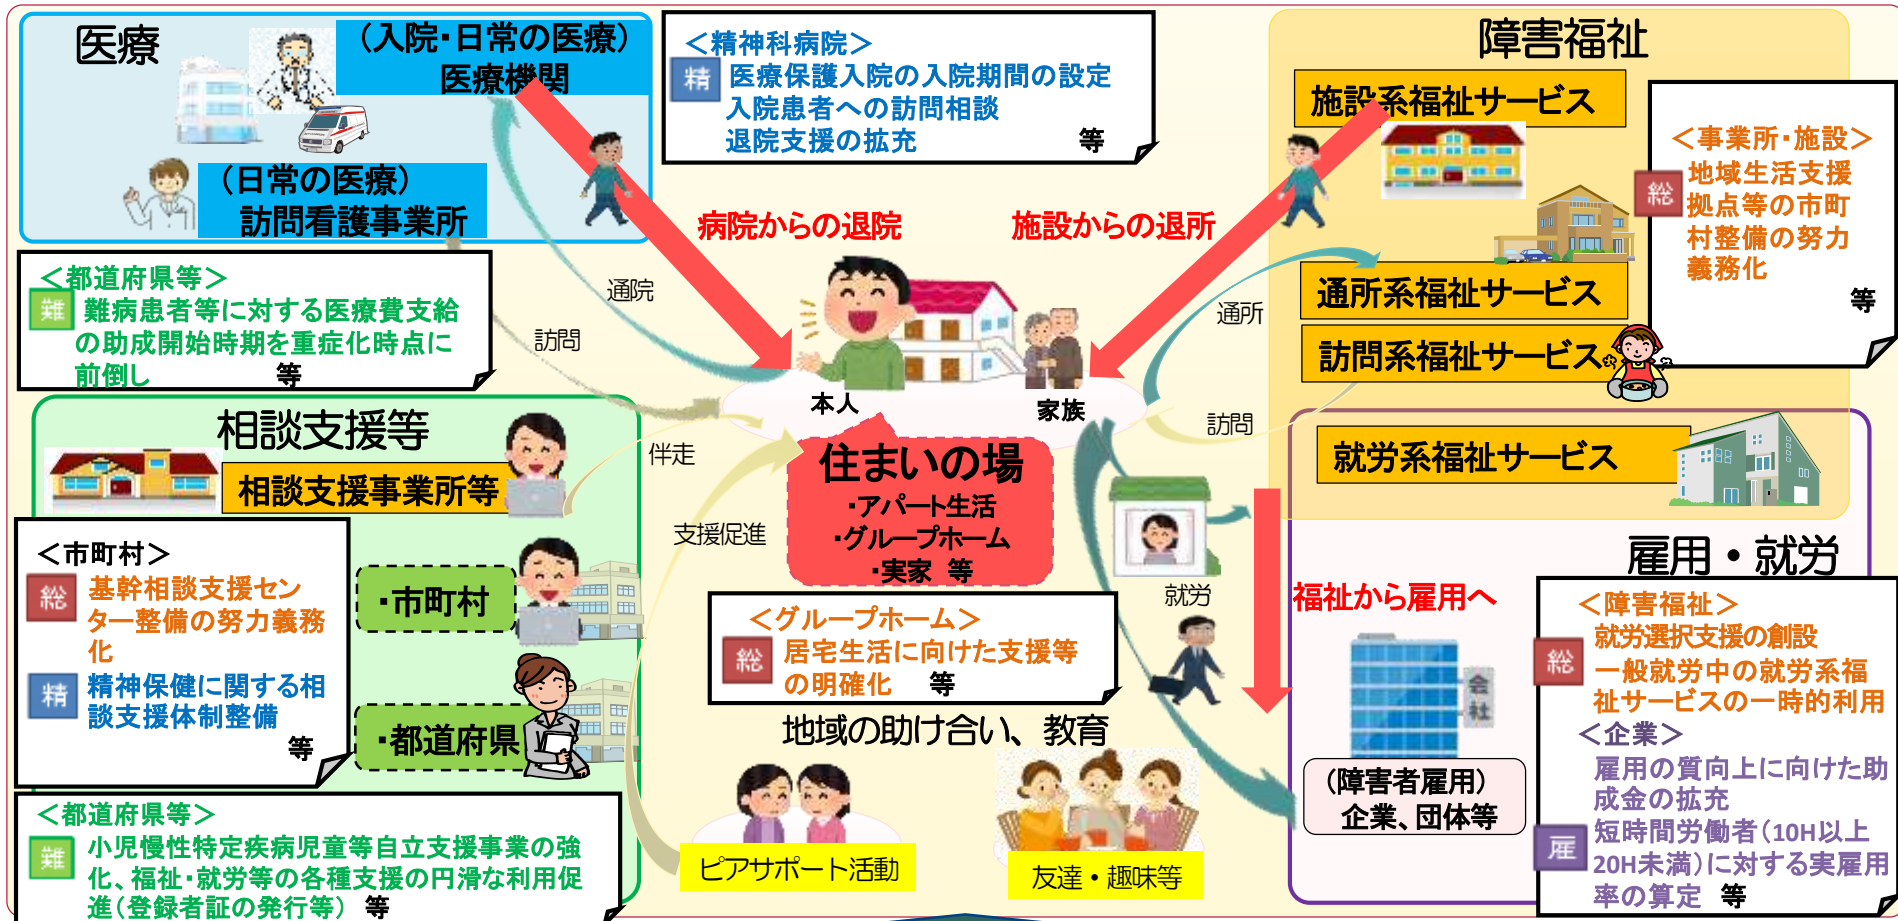 医療
（入院・日常の医療）
医療機関
（日常の医療）
訪問看護事業所
＜精神科病院＞
精
医療保護入院の入院期間の設定
入院患者への訪問相談
退院支援の拡充 等
障害福祉
施設系福祉サービス
通所系福祉サービス
訪問系福祉サービス
就労系福祉サービス
＜事業所・施設＞
総
地域生活支援
拠点等の市町
村整備の努力
義務化
等
病院からの退院
施設からの退所
通院
訪問
通所
訪問
＜都道府県等＞
難
難病患者等に対する医療費支給
の助成開始時期を重症化時点に
前倒し 等
本人
家族
住まいの場
・アパート生活
・グループホーム
・実家 等
相談支援等
相談支援事業所等
伴走
支援促進
＜市町村＞
総
基幹相談支援セン
ター整備の努力義務
化
精
精神保健に関する相
談支援体制整備
等
・市町村
・都道府県
＜都道府県等＞
難
小児慢性特定疾病児童等自立支援事業の強
化、福祉・就労等の各種支援の円滑な利用促
進（登録者証の発行等） 等
＜グループホーム＞
総
居宅生活に向けた支援等
の明確化 等
地域の助け合い、教育
ピアサポート活動
友達・趣味等
就労
福祉から雇用へ
雇用・就労
会社
（障害者雇用）
企業、団体等
＜障害福祉＞
総
就労選択支援の創設
一般就労中の就労系福
祉サービスの一時的利用
＜企業＞
雇用の質向上に向けた助
成金の拡充
雇
短時間労働者（10H以上
20H未満）に対する実雇用
率の算定 等